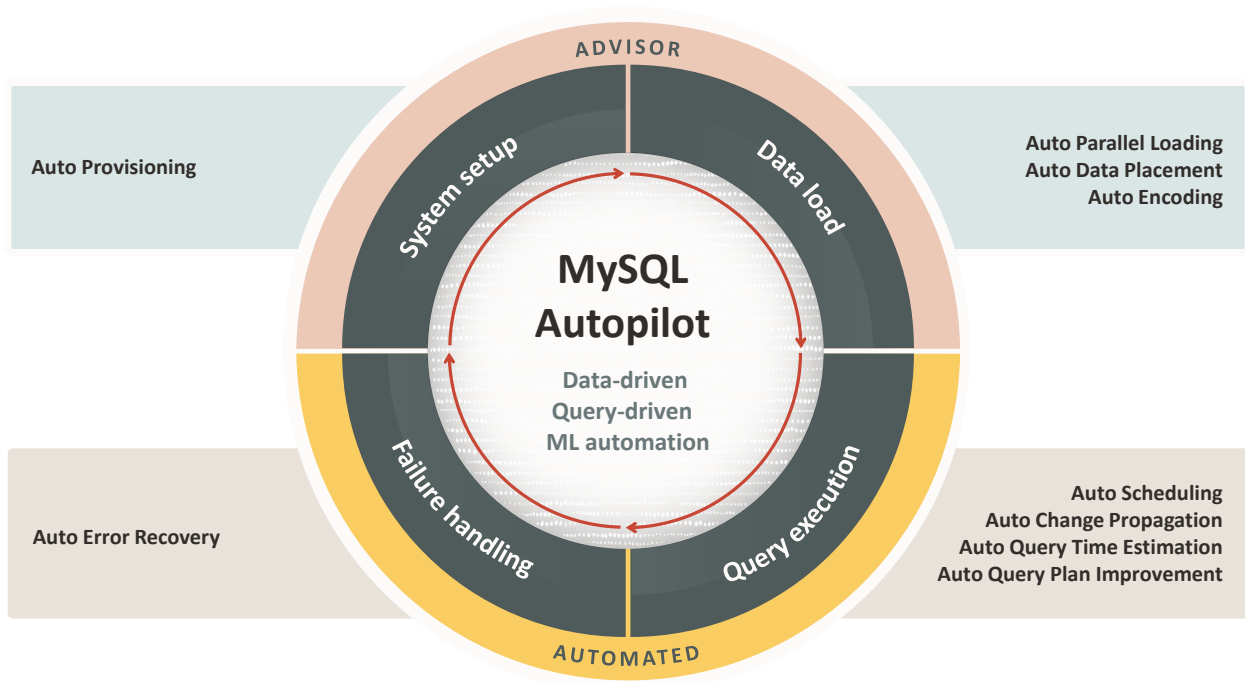 ADVISOR
Auto Provisioning
System setup
Data load
Auto Parallel Loading
Auto Data Placement
Auto Encoding
MySQL
Autopilot
Data-driven
Query-driven
ML automation
Auto Error Recovery
Failure handling
Query execution
Auto Scheduling
Auto Change Propagation
Auto Query Time Estimation
Auto Query Plan Improvement
AUTOMATED